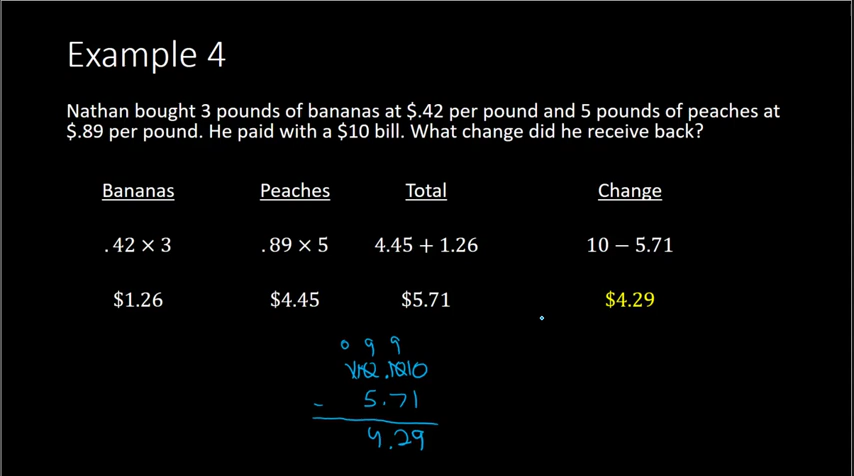 Example 4
Nathan bought 3 pounds of bananas at $.42 per pound and 5 pounds of peaches at
$.89 per pound. He paid with a $10 bill. What change did he receive back?
Bananas Peaches Total Change
.42 × 3 .89 × 5 4.45 + 1.26 10 − 5.71
$1.26 $4.45 $5.71 $4.29
0 9 9
- 5.71
4.29